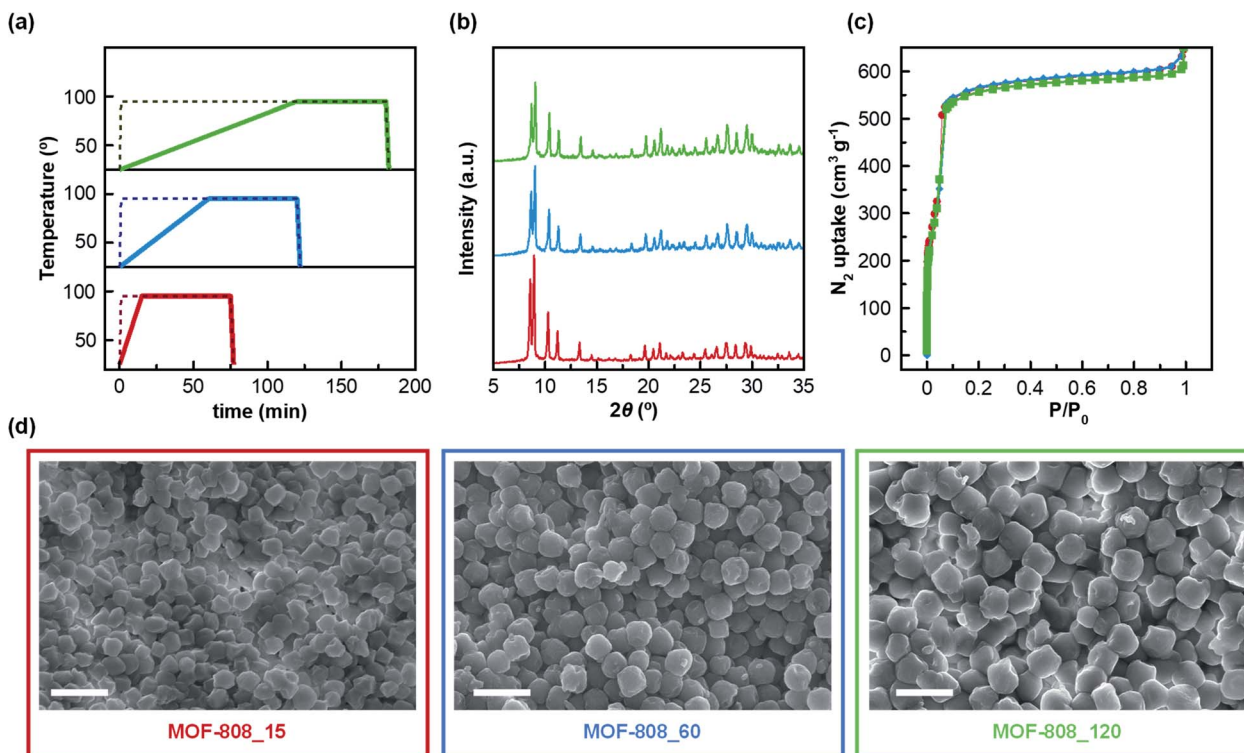 (a)
(b)
(c)
Temperature (º)
100
50
100
50
100
50
0
50
100
150
200
time (min)
Intensity (a.u.)
5
10
15
20
25
30
35
2θ (º)
N₂ uptake (cm³ g⁻¹)
600
500
400
300
200
100
0
0
0.2
0.4
0.6
0.8
1
P/P₀
(d)
MOF-808_15
MOF-808_60
MOF-808_120